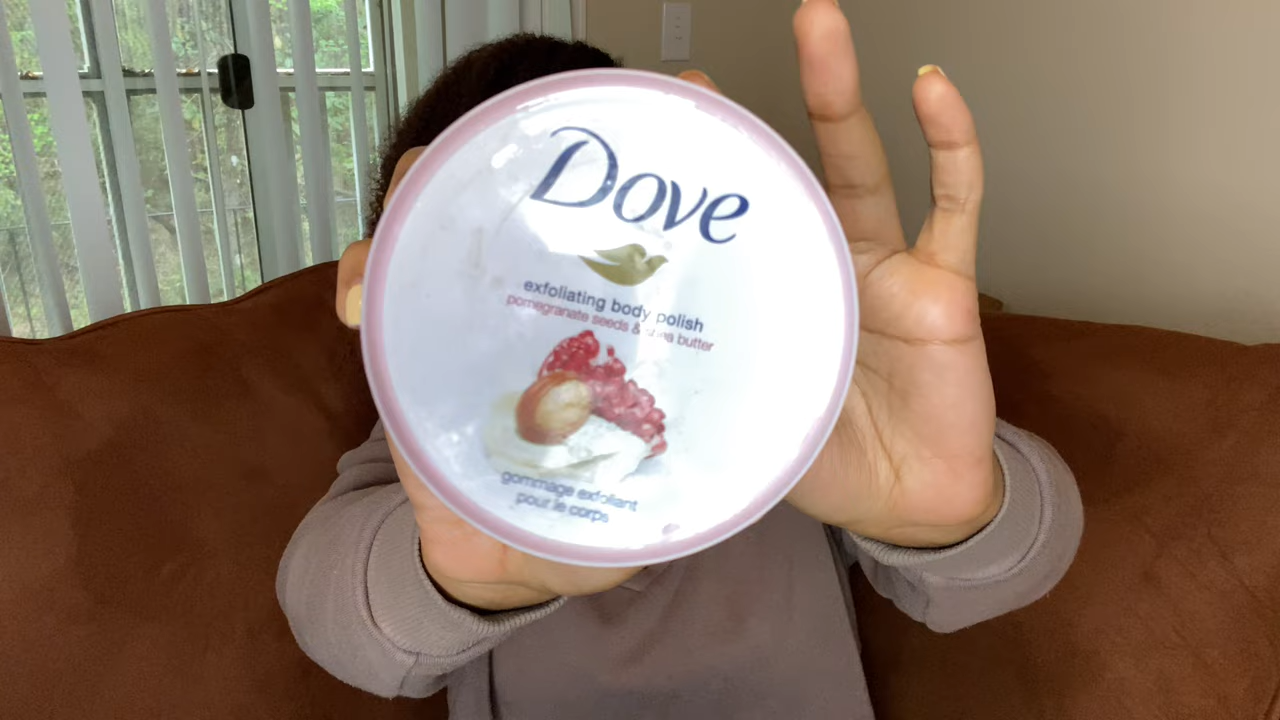 Dove
exfoliating body polish
pomegranate seeds & shea butter
gommage exfoliant
pour le corps